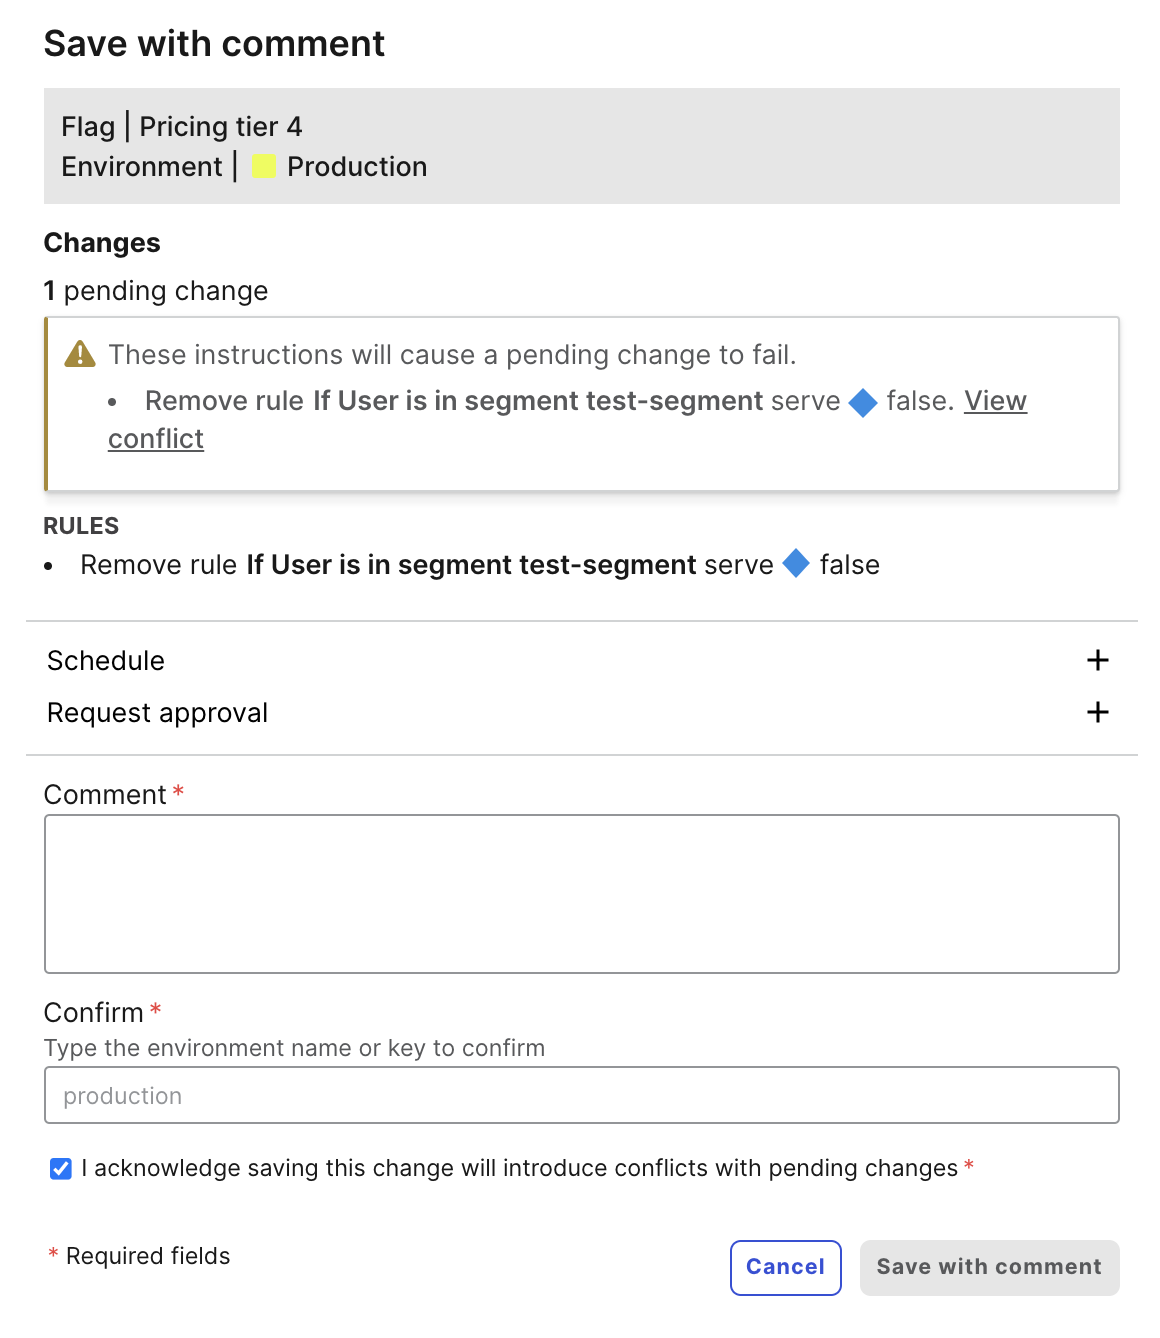 Save with comment
Flag | Pricing tier 4
Environment | Production
Changes
1 pending change
These instructions will cause a pending change to fail.
• Remove rule If User is in segment test-segment serve false. View
conflict
RULES
• Remove rule If User is in segment test-segment serve false
Schedule +
Request approval +
Comment *
Confirm *
Type the environment name or key to confirm
production
I acknowledge saving this change will introduce conflicts with pending changes *
* Required fields
Cancel
Save with comment